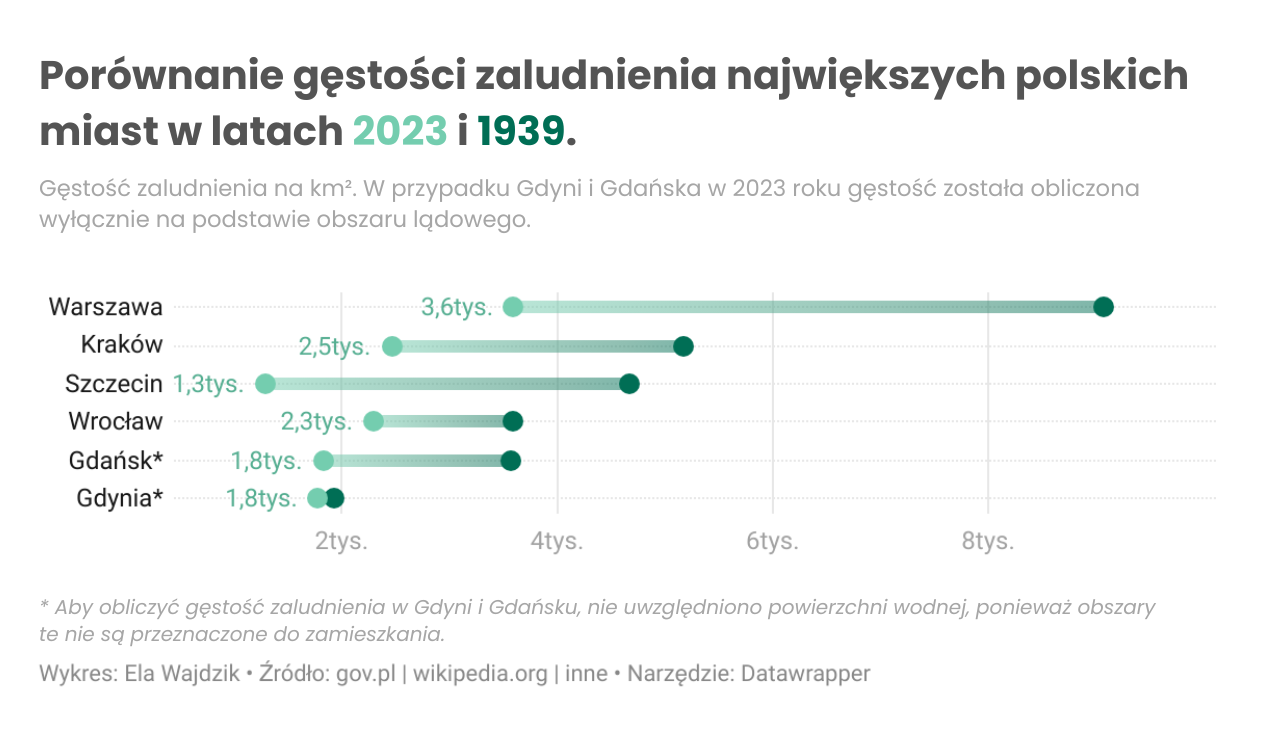 Porównanie gęstości zaludnienia największych polskich
miast w latach 2023 i 1939.
Gęstość zaludnienia na km². W przypadku Gdyni i Gdańska w 2023 roku gęstość została obliczona
wyłącznie na podstawie obszaru lądowego.
Warszawa 3,6tys.
Kraków 2,5tys.
Szczecin 1,3tys.
Wrocław 2,3tys.
Gdańsk* 1,8tys.
Gdynia* 1,8tys.
2tys. 4tys. 6tys. 8tys.
* Aby obliczyć gęstość zaludnienia w Gdyni i Gdańsku, nie uwzględniono powierzchni wodnej, ponieważ obszary
te nie są przeznaczone do zamieszkania.
Wykres: Ela Wajdzik • Źródło: gov.pl | wikipedia.org | inne • Narzędzie: Datawrapper